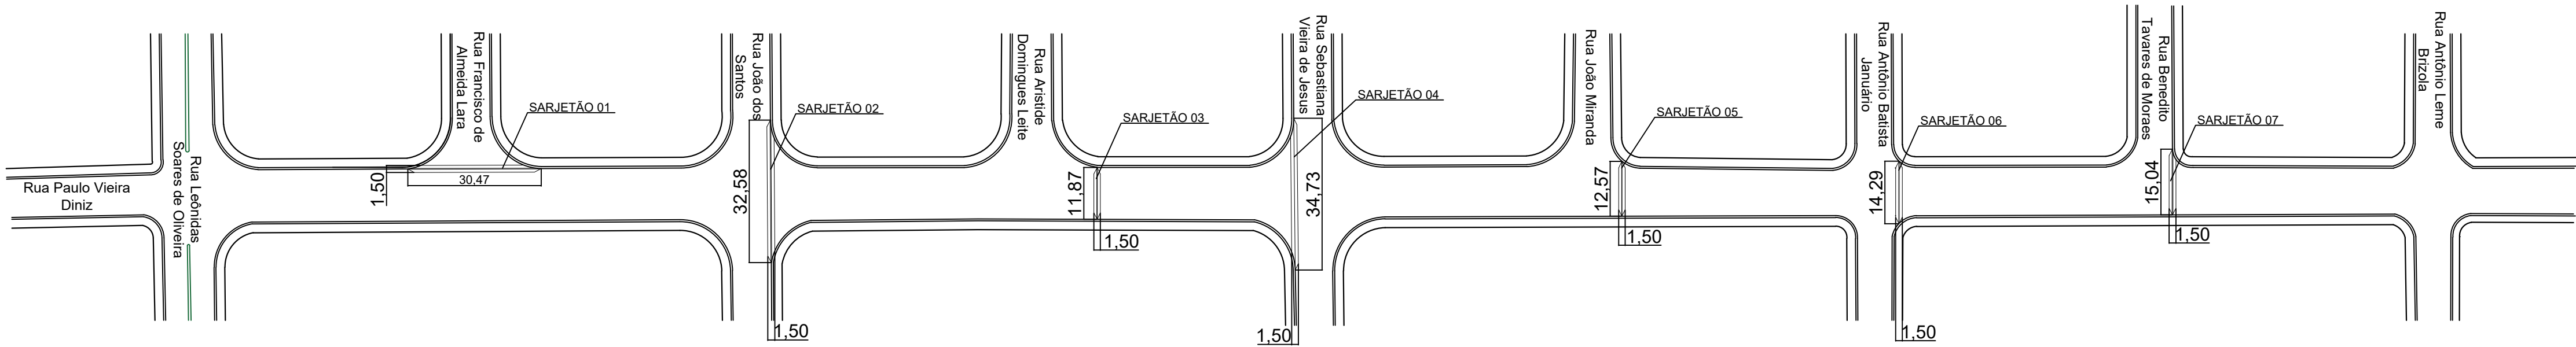 Rua Paulo Vieira
Diniz
Rua Leônidas
Soares de Oliveira
1,50
30,47
Rua Francisco de
Almeida Lara
SARJETÃO 01
Rua João dos
Santos
32,58
1,50
SARJETÃO 02
Rua Aristide
Domingues Leite
11,87
1,50
SARJETÃO 03
Rua Sebastiana
Vieira de Jesus
34,73
1,50
SARJETÃO 04
Rua João Miranda
12,57
1,50
SARJETÃO 05
Rua Antônio Batista
Januário
14,29
1,50
SARJETÃO 06
Rua Benedito
Tavares de Moraes
15,04
1,50
SARJETÃO 07
Rua Antônio Leme
Brizola